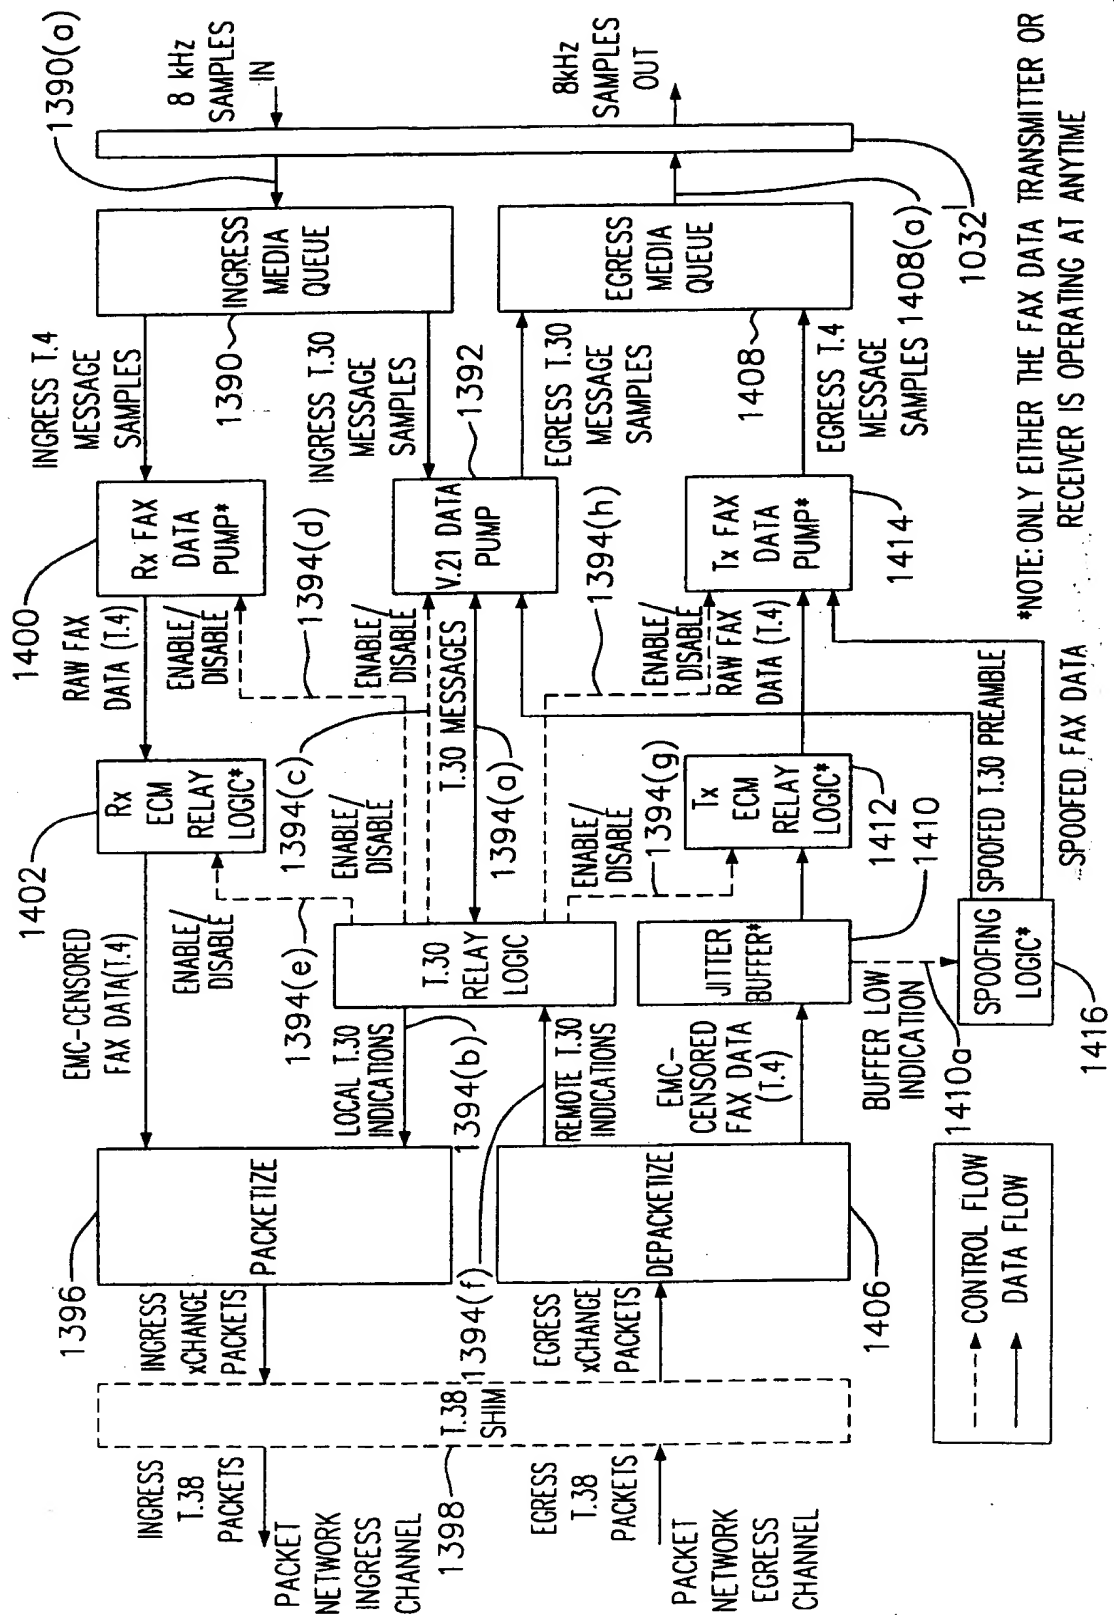 1390(a)
8 kHz
SAMPLES
IN
8kHz
SAMPLES
OUT
INGRESS
MEDIA
QUEUE
EGRESS
MEDIA
QUEUE
1390
1408
1408(a)
1032'
INGRESS T.4
MESSAGE
SAMPLES
INGRESS T.30
MESSAGE
SAMPLES
1392
EGRESS T.30
MESSAGE
SAMPLES
EGRESS T.4
MESSAGE
SAMPLES
1400
Rx FAX
DATA
PUMP*
V.21 DATA
PUMP
Tx FAX
DATA
PUMP*
1414
RAW FAX
DATA (T.4)
ENABLE/
DISABLE
1394(d)
ENABLE/
DISABLE
T.30 MESSAGES
1394(h)
ENABLE/
DISABLE
RAW FAX
DATA (T.4)
1402
Rx
ECM
RELAY
LOGIC*
1394(c)
ENABLE/
DISABLE
1394(a)
1394(g)
ENABLE/
DISABLE
Tx
ECM
RELAY
LOGIC*
1412
1410
SPOOFED T.30 PREAMBLE
SPOOFED FAX DATA
EMC-CENSORED
FAX DATA(T.4)
ENABLE/
DISABLE
1394(e)
T.30
RELAY
LOGIC
JITTER
BUFFER*
SPOOFING
LOGIC*
1416
LOCAL T.30
INDICATIONS
1394(b)
REMOTE T.30
INDICATIONS
EMC-
CENSORED
FAX DATA
(T.4)
BUFFER LOW
INDICATION
1410a
1396
PACKETIZE
DEPACKETIZE
1406
1394(f)
INGRESS
xCHANGE
PACKETS
EGRESS
xCHANGE
PACKETS
T.38
SHIM
1398
INGRESS
T.38
PACKETS
EGRESS
T.38
PACKETS
PACKET
NETWORK
INGRESS
CHANNEL
PACKET
NETWORK
EGRESS
CHANNEL
CONTROL FLOW
DATA FLOW
*NOTE: ONLY EITHER THE FAX DATA TRANSMITTER OR
RECEIVER IS OPERATING AT ANYTIME